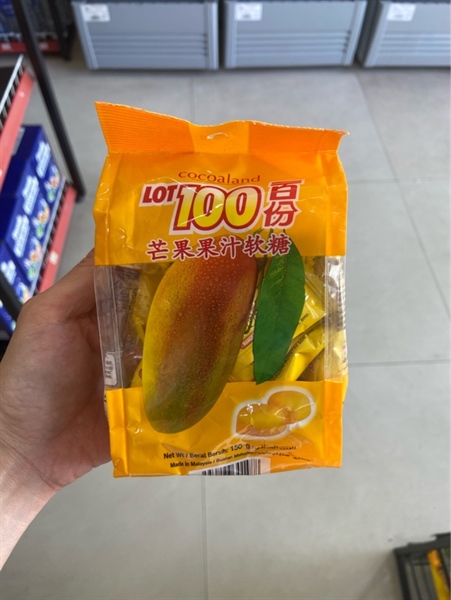 cocoaland
LOT 100 百份
芒果果汁软糖
Net Wt / Berat Bersih: 150 g
Made in Malaysia